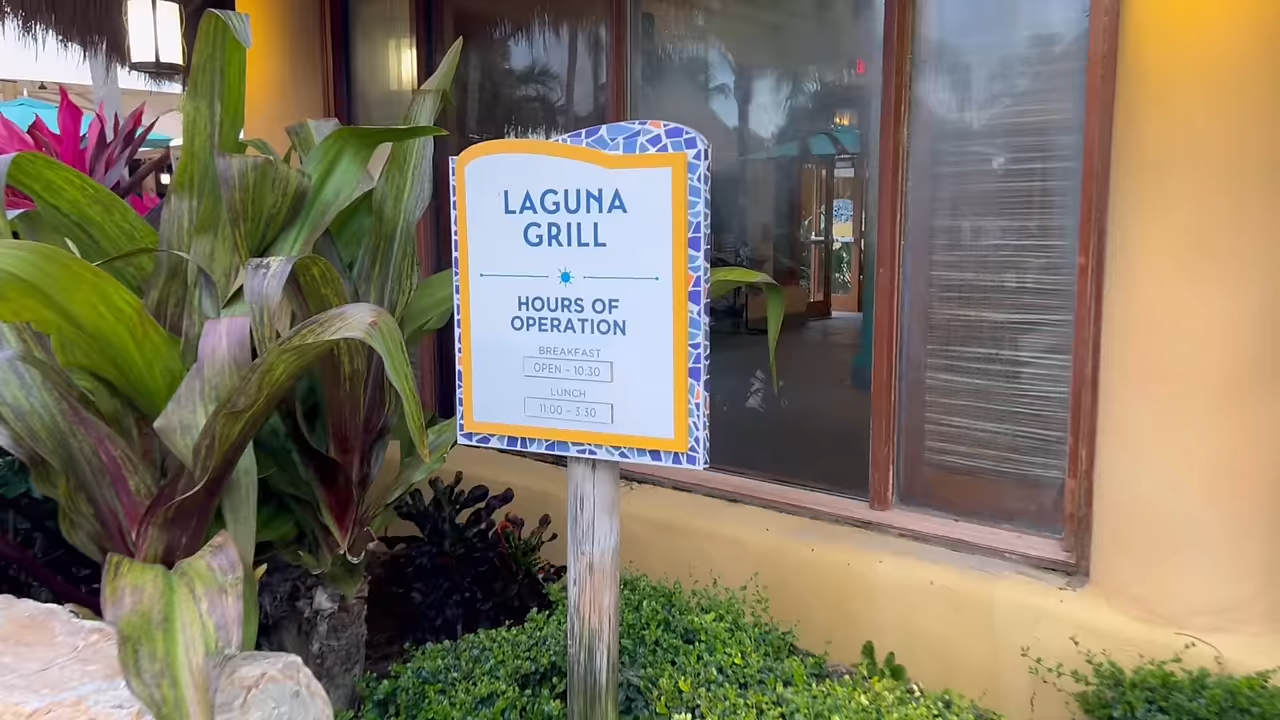 LAGUNA
GRILL
HOURS OF
OPERATION
BREAKFAST
OPEN - 10:30
LUNCH
11:00 - 3:30